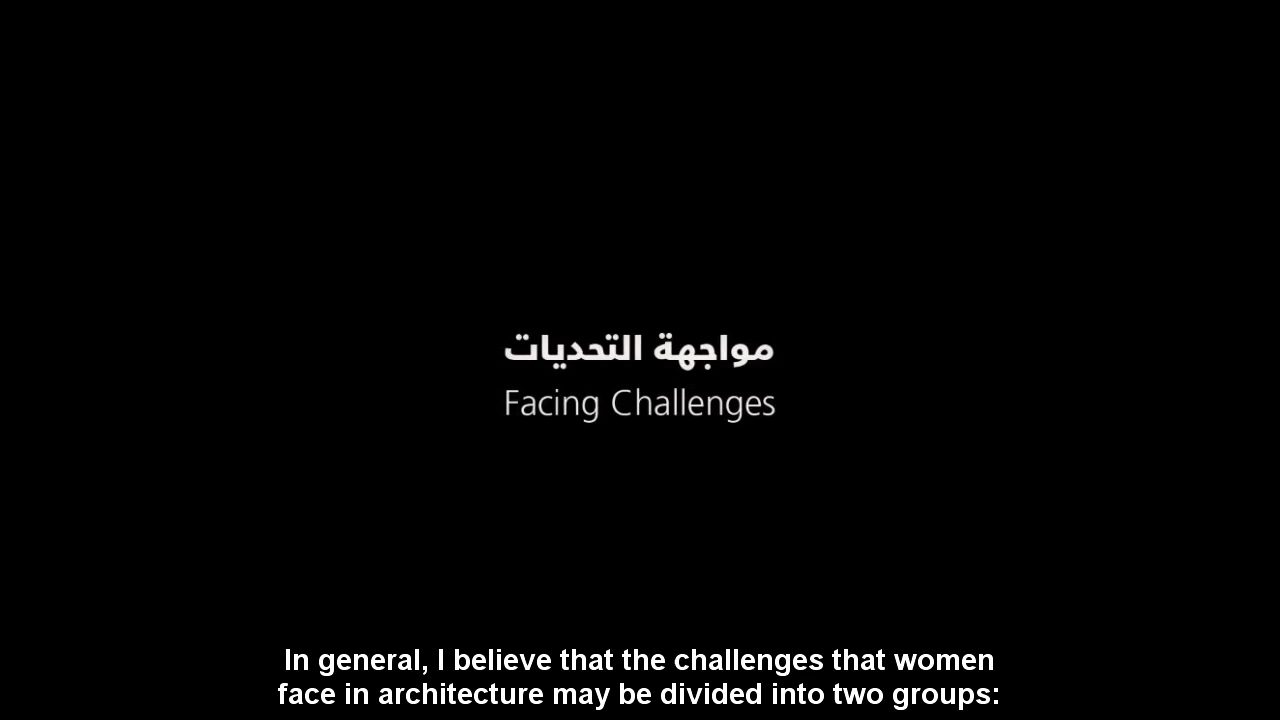 مواجهة التحديات
Facing Challenges
In general, I believe that the challenges that women
face in architecture may be divided into two groups: